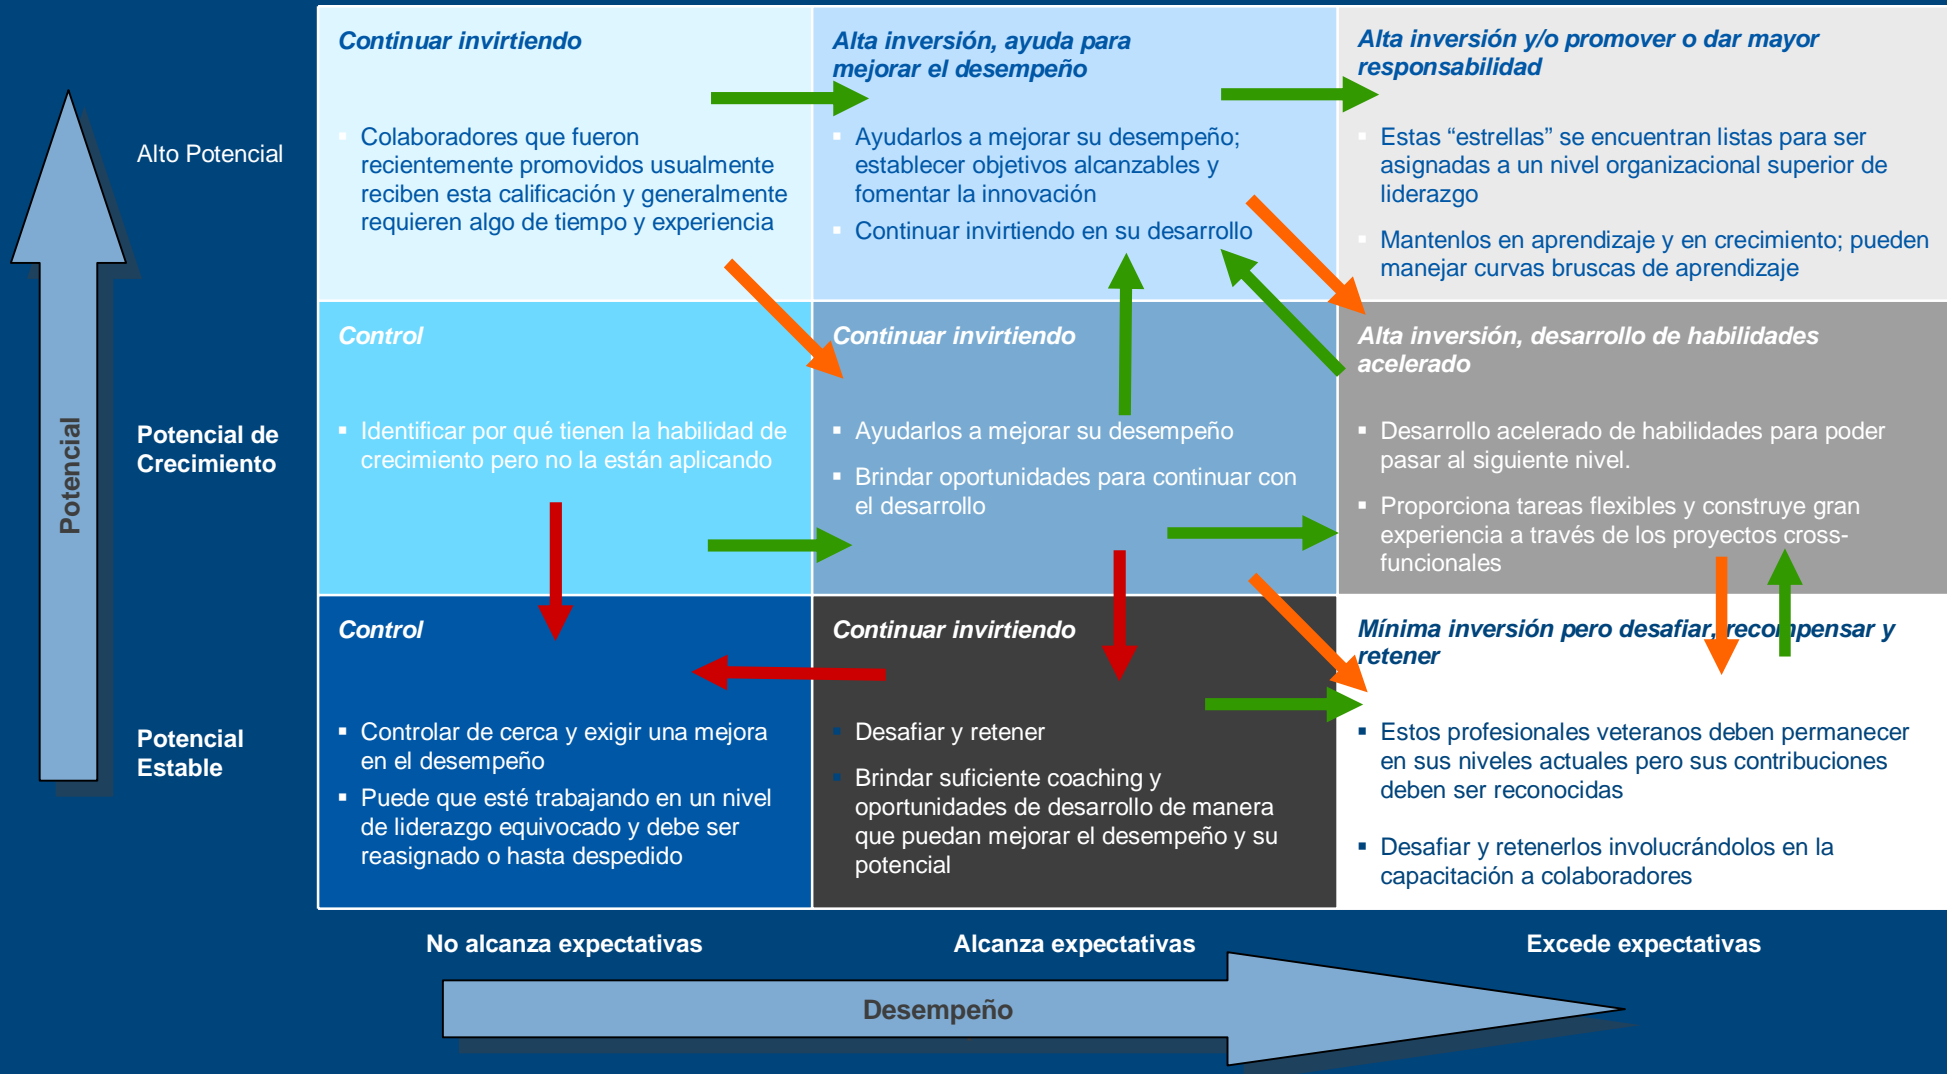 Continuar invirtiendo
Colaboradores que fueron
recientemente promovidos usualmente
reciben esta calificación y generalmente
requieren algo de tiempo y experiencia
Alta inversión, ayuda para
mejorar el desempeño
Ayudarlos a mejorar su desempeño;
establecer objetivos alcanzables y
fomentar la innovación
Continuar invirtiendo en su desarrollo
Alta inversión y/o promover o dar mayor
responsabilidad
Estas “estrellas” se encuentran listas para ser
asignadas a un nivel organizacional superior de
liderazgo
Mantenlos en aprendizaje y en crecimiento; pueden
manejar curvas bruscas de aprendizaje
Alto Potencial
Control
Identificar por qué tienen la habilidad de
crecimiento pero no la están aplicando
Continuar invirtiendo
Ayudarlos a mejorar su desempeño
Brindar oportunidades para continuar con
el desarrollo
Alta inversión, desarrollo de habilidades
acelerado
Desarrollo acelerado de habilidades para poder
pasar al siguiente nivel.
Proporciona tareas flexibles y construye gran
experiencia a través de los proyectos cross-
funcionales
Potencial de
Crecimiento
Potencial
Control
Controlar de cerca y exigir una mejora
en el desempeño
Puede que esté trabajando en un nivel
de liderazgo equivocado y debe ser
reasignado o hasta despedido
Continuar invirtiendo
Desafiar y retener
Brindar suficiente coaching y
oportunidades de desarrollo de manera
que puedan mejorar el desempeño y su
potencial
Mínima inversión pero desafiar, recompensar y
retener
Estos profesionales veteranos deben permanecer
en sus niveles actuales pero sus contribuciones
deben ser reconocidas
Desafiar y retenerlos involucrándolos en la
capacitación a colaboradores
Potencial
Estable
No alcanza expectativas
Alcanza expectativas
Excede expectativas
Desempeño